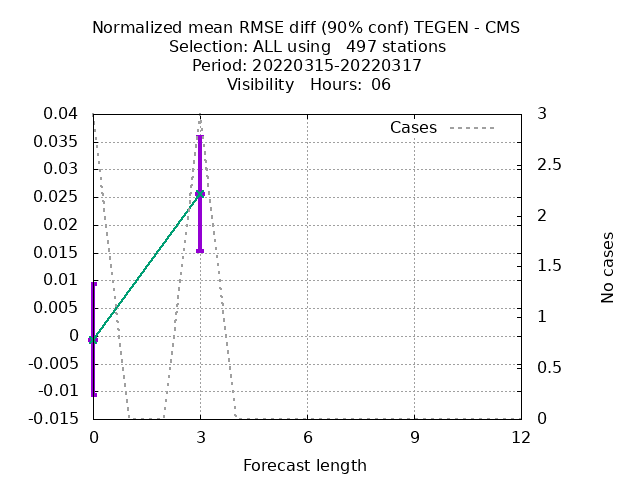 Normalized mean RMSE diff (90% conf) TEGEN - CMS
Selection: ALL using   497 stations
Period: 20220315-20220317
Visibility   Hours:  06
Cases
0.04
0.035
0.03
0.025
0.02
0.015
0.01
0.005
0
-0.005
-0.01
-0.015
3
2.5
2
1.5
1
0.5
0
No cases
0 3 6 9 12
Forecast length